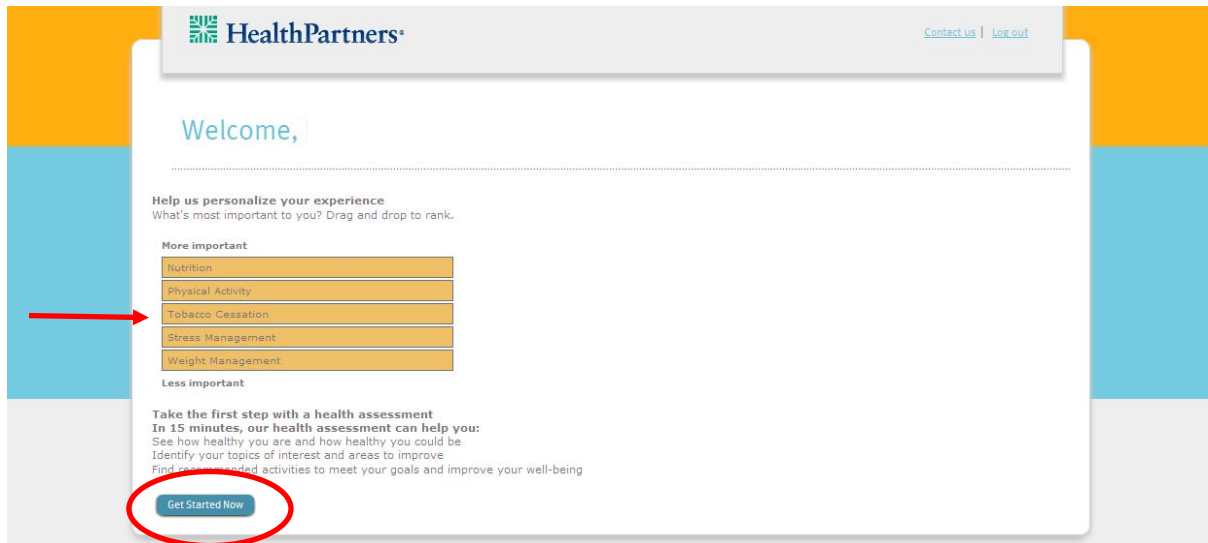 HealthPartners®
Contact us | Log out
Welcome,
Help us personalize your experience
What's most important to you? Drag and drop to rank.
More important
Nutrition
Physical Activity
Tobacco Cessation
Stress Management
Weight Management
Less important
Take the first step with a health assessment
In 15 minutes, our health assessment can help you:
See how healthy you are and how healthy you could be
Identify your topics of interest and areas to improve
Find recommended activities to meet your goals and improve your well-being
Get Started Now